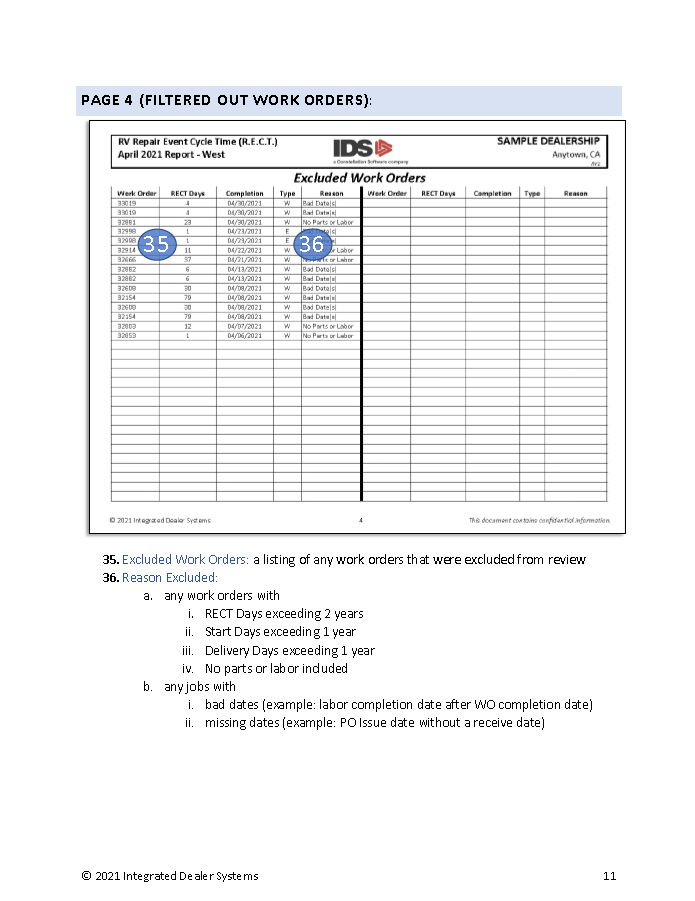 PAGE 4 (FILTERED OUT WORK ORDERS):
RV Repair Event Cycle Time (R.E.C.T.)
April 2021 Report - West
IDS
a Constellation Software company
SAMPLE DEALERSHIP
Anytown, CA
Excluded Work Orders
Work Order RECT Days Completion Type Reason Work Order RECT Days Completion Type Reason
33019 4 04/30/2021 W Bad Date(s)
33019 4 04/30/2021 W Bad Date(s)
32881 23 04/30/2021 W No Parts or Labor
32998 1 04/23/2021 E
32998 1 04/23/2021 E
32914 11 04/22/2021 W or Labor
32666 37 04/21/2021 W No Parts or Labor
32882 6 04/13/2021 W Bad Date(s)
32882 6 04/13/2021 W Bad Date(s)
32608 30 04/08/2021 W Bad Date(s)
32154 79 04/08/2021 W Bad Date(s)
32608 30 04/08/2021 W Bad Date(s)
32154 79 04/08/2021 W Bad Date(s)
32803 12 04/07/2021 W No Parts or Labor
32853 1 04/06/2021 W No Parts or Labor
35
36
© 2021 Integrated Dealer Systems 4 This document contains confidential information.
35. Excluded Work Orders: a listing of any work orders that were excluded from review
36. Reason Excluded:
a. any work orders with
i. RECT Days exceeding 2 years
ii. Start Days exceeding 1 year
iii. Delivery Days exceeding 1 year
iv. No parts or labor included
b. any jobs with
i. bad dates (example: labor completion date after WO completion date)
ii. missing dates (example: PO Issue date without a receive date)
© 2021 Integrated Dealer Systems 11